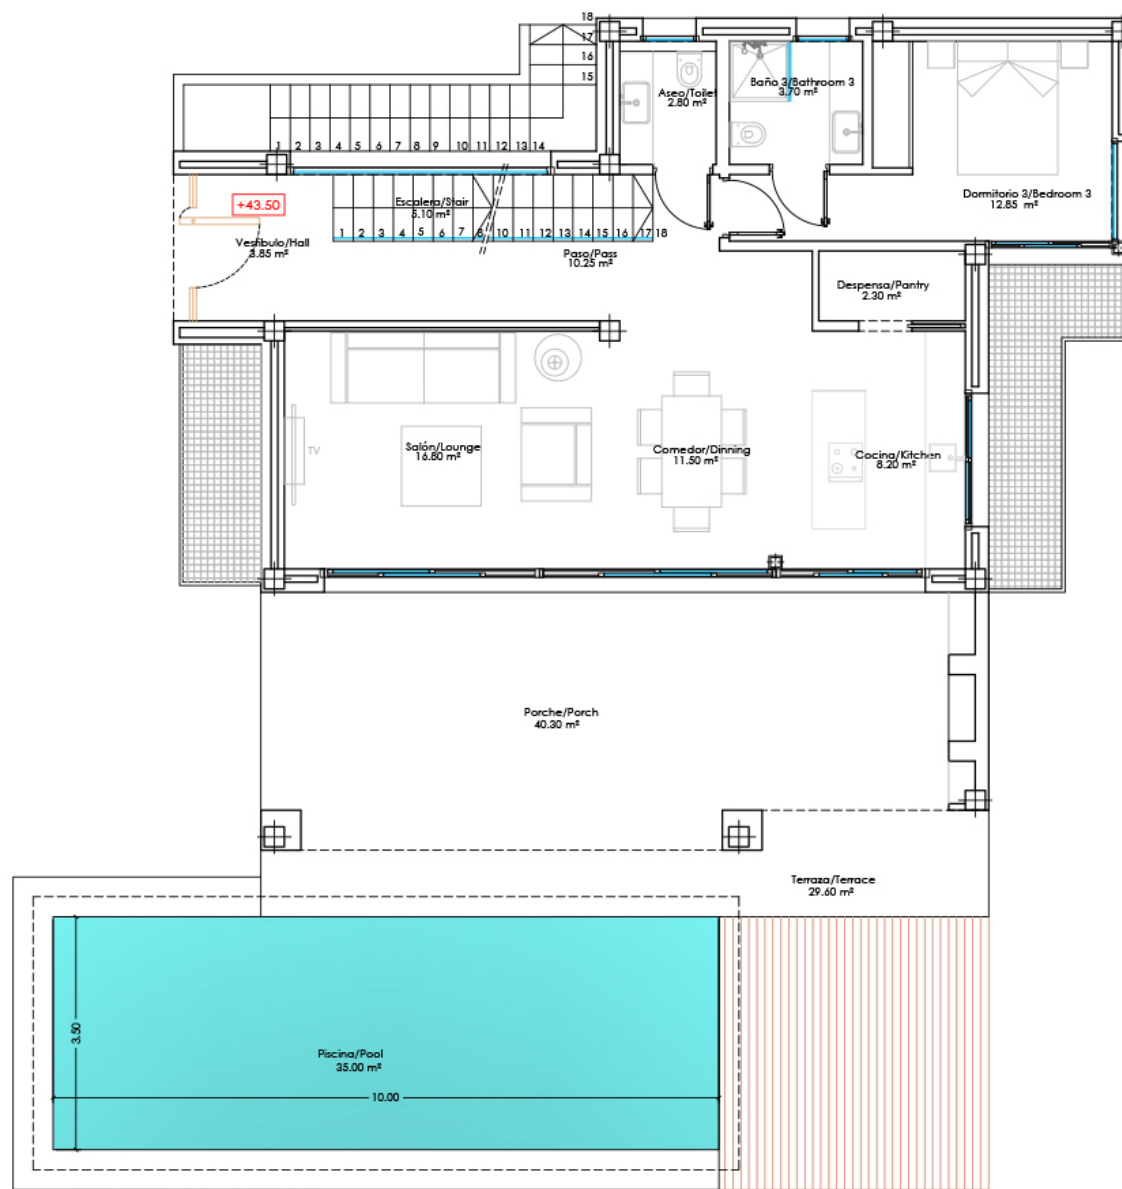 18
17
16
15
Aseo/Toilet
2.80 m²
Baño 3/Bathroom 3
3.70 m²
1 2 3 4 5 6 7 8 9 10 11 12 13 14
Dormitorio 3/Bedroom 3
12.85 m²
+43.50
Escalera/Stair
5.10 m²
1 2 3 4 5 6 7 8 10 11 12 13 14 15 16 17 18
Vestibulo/Hall
3.85 m²
Paso/Pass
10.25 m²
Despensa/Pantry
2.30 m²
TV
Salón/Lounge
16.80 m²
Comedor/Dinning
11.50 m²
Cocina/Kitchen
8.20 m²
Porche/Porch
40.30 m²
Terraza/Terrace
29.60 m²
3.50
Piscina/Pool
35.00 m²
10.00